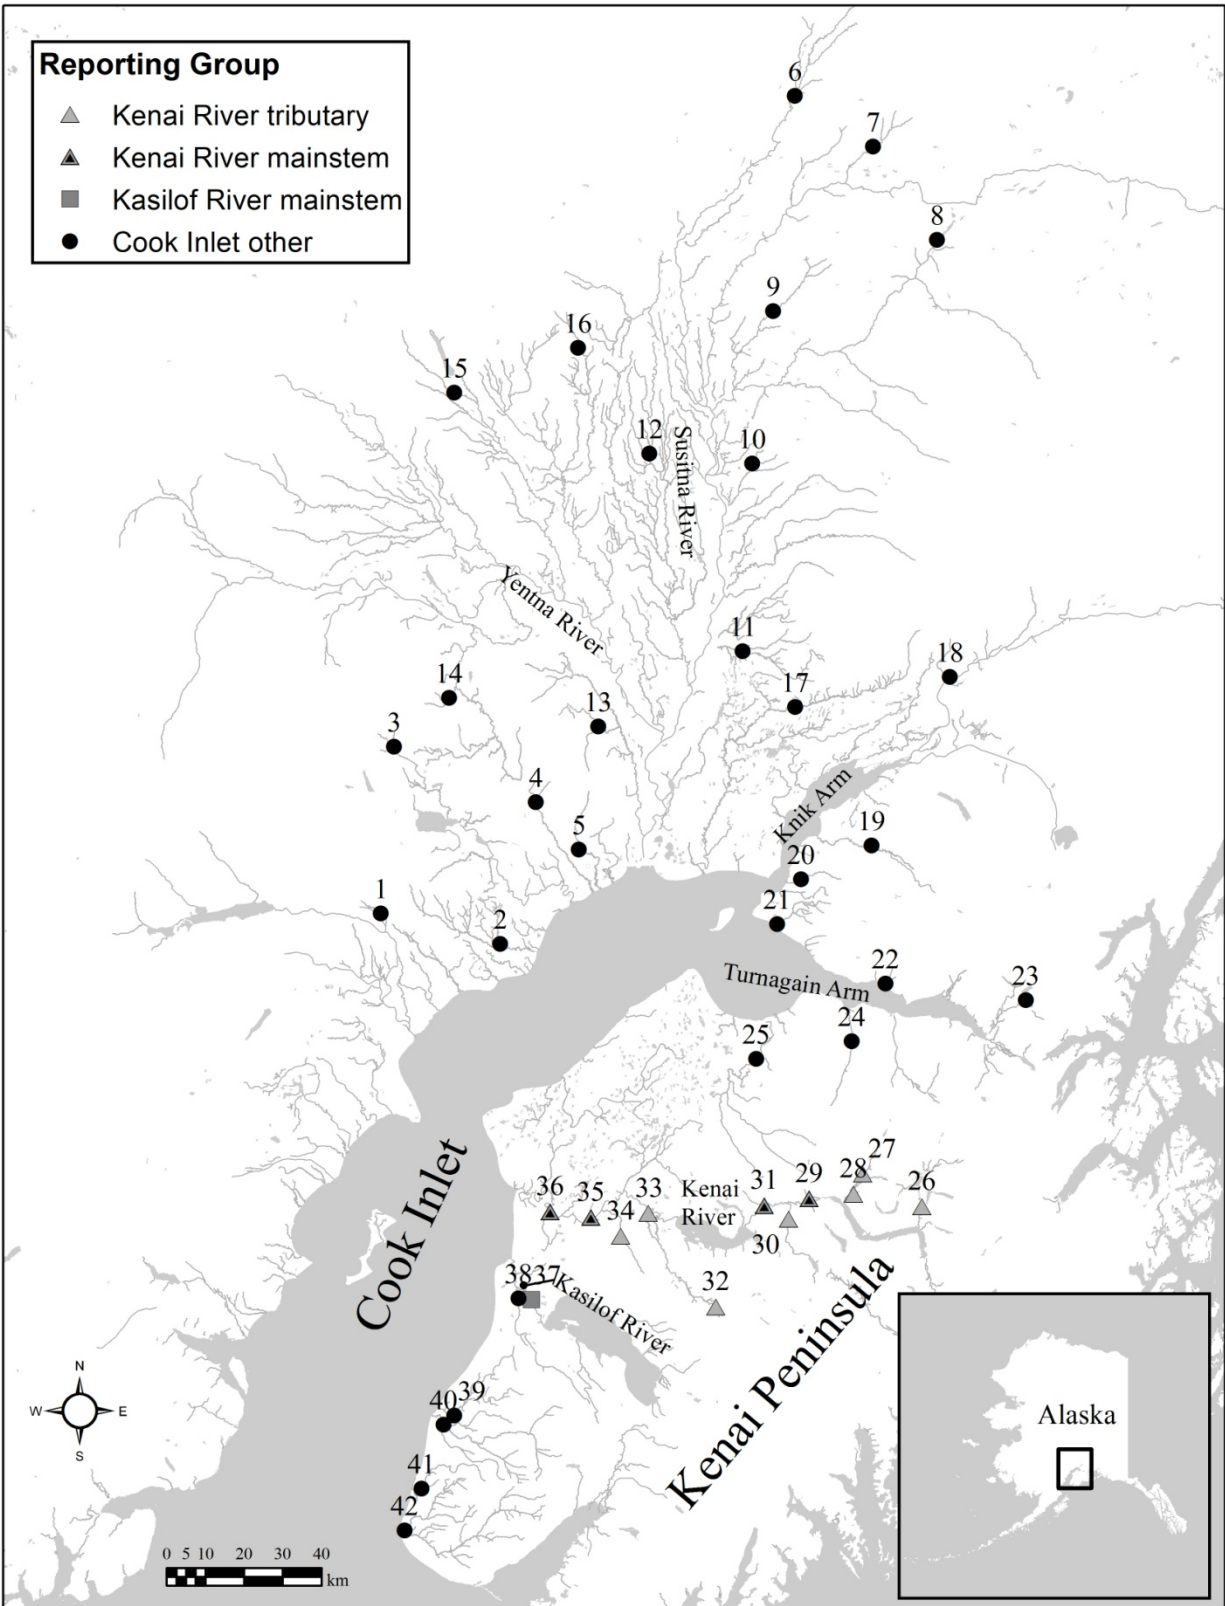 Reporting Group
Kenai River tributary
Kenai River mainstem
Kasilof River mainstem
Cook Inlet other
6
7
8
9
16
15
12
Susitna River
10
Yentna River
11
18
14
17
13
3
4
Knik Arm
5
19
20
1
21
2
Turnagain Arm
22
23
24
25
27
28
26
29
31
Kenai
River
33
36
35
34
30
Cook Inlet
32
38
37
Kasilof River
Kenai Peninsula
39
40
41
42
N
W
E
S
0 5 10 20 30 40
km
Alaska